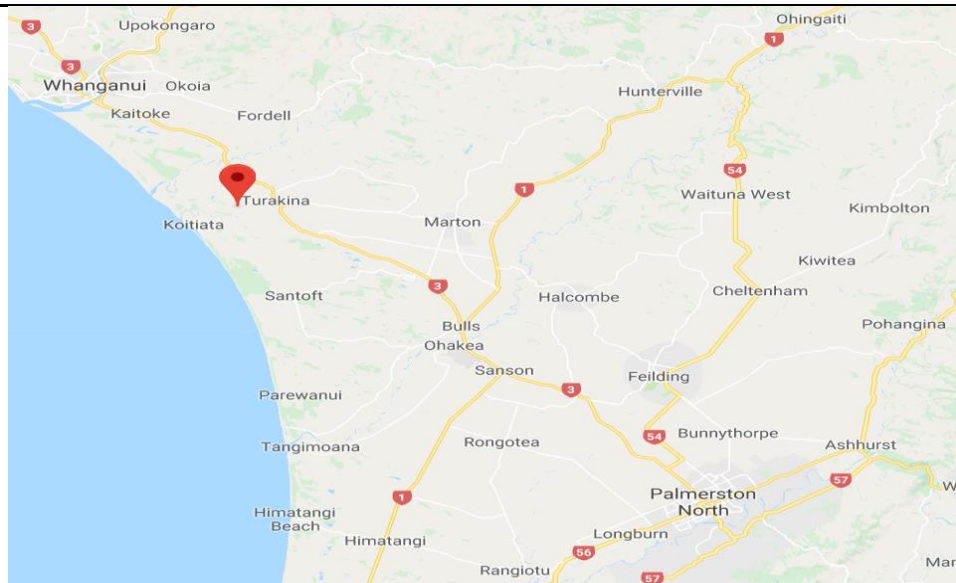 Ohingaiti
3
Upokongaro
1
3
Whanganui
Okoia
Hunterville
Kaitoke
Fordell
54
1
Waituna West
Turakina
Kimbolton
Koitiata
Marton
Kiwitea
3
Santoft
Halcombe
Cheltenham
Bulls
Pohangina
Ohakea
Sanson
Feilding
3
Parewanui
Bunnythorpe
54
Rongotea
Tangimoana
Ashhurst
57
W
Palmerston
North
1
Himatangi
Beach
Longburn
Himatangi
56
Mar
Rangiotu
57